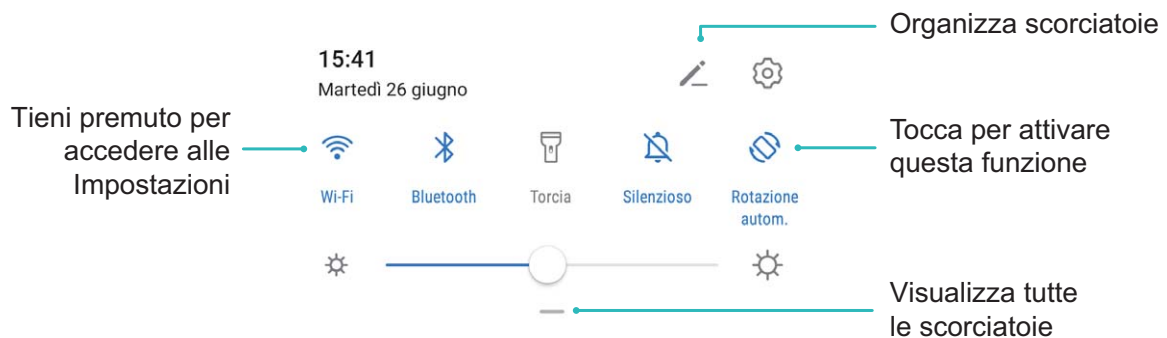 Organizza scorciatoie
15:41
Martedì 26 giugno
Tieni premuto per
accedere alle
Impostazioni
Tocca per attivare
questa funzione
Wi-Fi
Bluetooth
Torcia
Silenzioso
Rotazione
autom.
Visualizza tutte
le scorciatoie